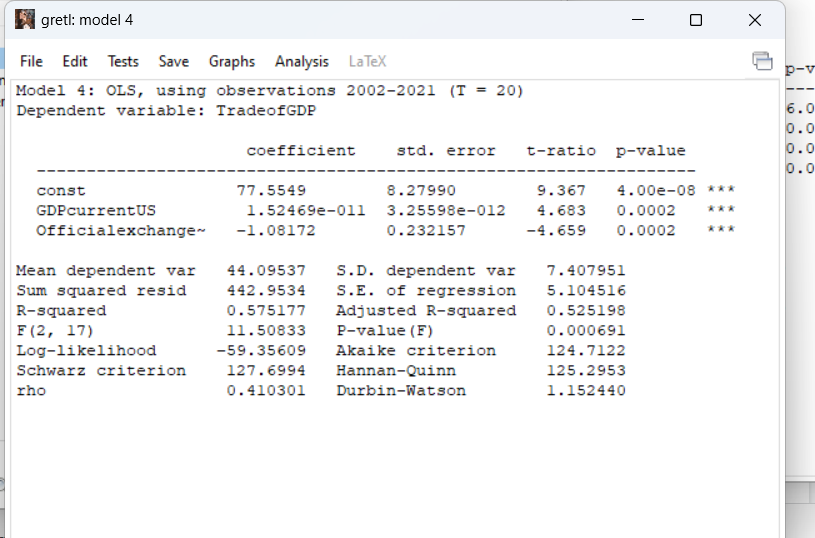 gretl: model 4
File Edit Tests Save Graphs Analysis LaTeX
Model 4: OLS, using observations 2002-2021 (T = 20)
Dependent variable: TradeofGDP
coefficient std. error t-ratio p-value
---------------------------------------------------------------
const 77.5549 8.27990 9.367 4.00e-08 ***
GDPcurrentUS 1.52469e-011 3.25598e-012 4.683 0.0002 ***
Officialexchange~ -1.08172 0.232157 -4.659 0.0002 ***
Mean dependent var 44.09537 S.D. dependent var 7.407951
Sum squared resid 442.9534 S.E. of regression 5.104516
R-squared 0.575177 Adjusted R-squared 0.525198
F(2, 17) 11.50833 P-value(F) 0.000691
Log-likelihood -59.35609 Akaike criterion 124.7122
Schwarz criterion 127.6994 Hannan-Quinn 125.2953
rho 0.410301 Durbin-Watson 1.152440
p-v
---
6.0
0.0
0.0
0.0